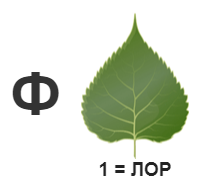 Ф
1 = ЛОР